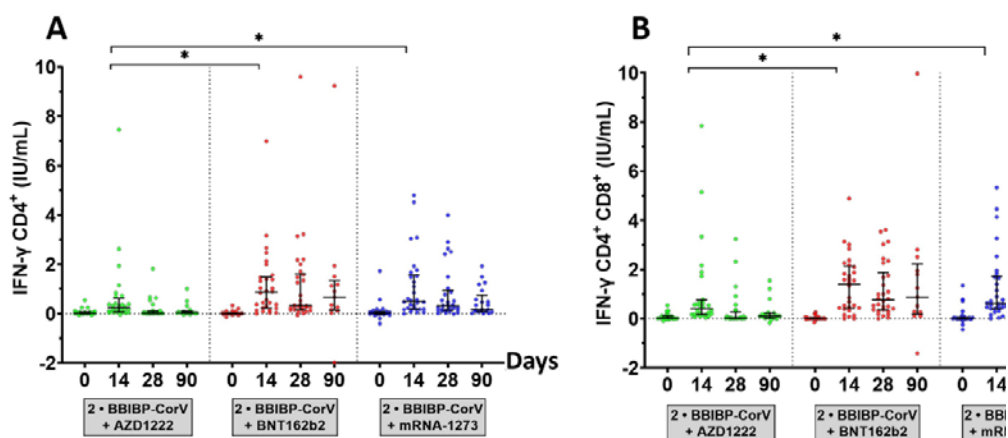 A
* *
IFN-γ CD4⁺ (IU/mL)
10
8
6
4
2
0
-2
0 14 28 90 0 14 28 90 0 14 28 90 Days
2 • BBIBP-CorV
+ AZD1222
2 • BBIBP-CorV
+ BNT162b2
2 • BBIBP-CorV
+ mRNA-1273
B
* *
IFN-γ CD4⁺ CD8⁺ (IU/mL)
10
8
6
4
2
0
-2
0 14 28 90 0 14 28 90 0 14
2 • BBIBP-CorV
+ AZD1222
2 • BBIBP-CorV
+ BNT162b2
2 • BBI
+ mR